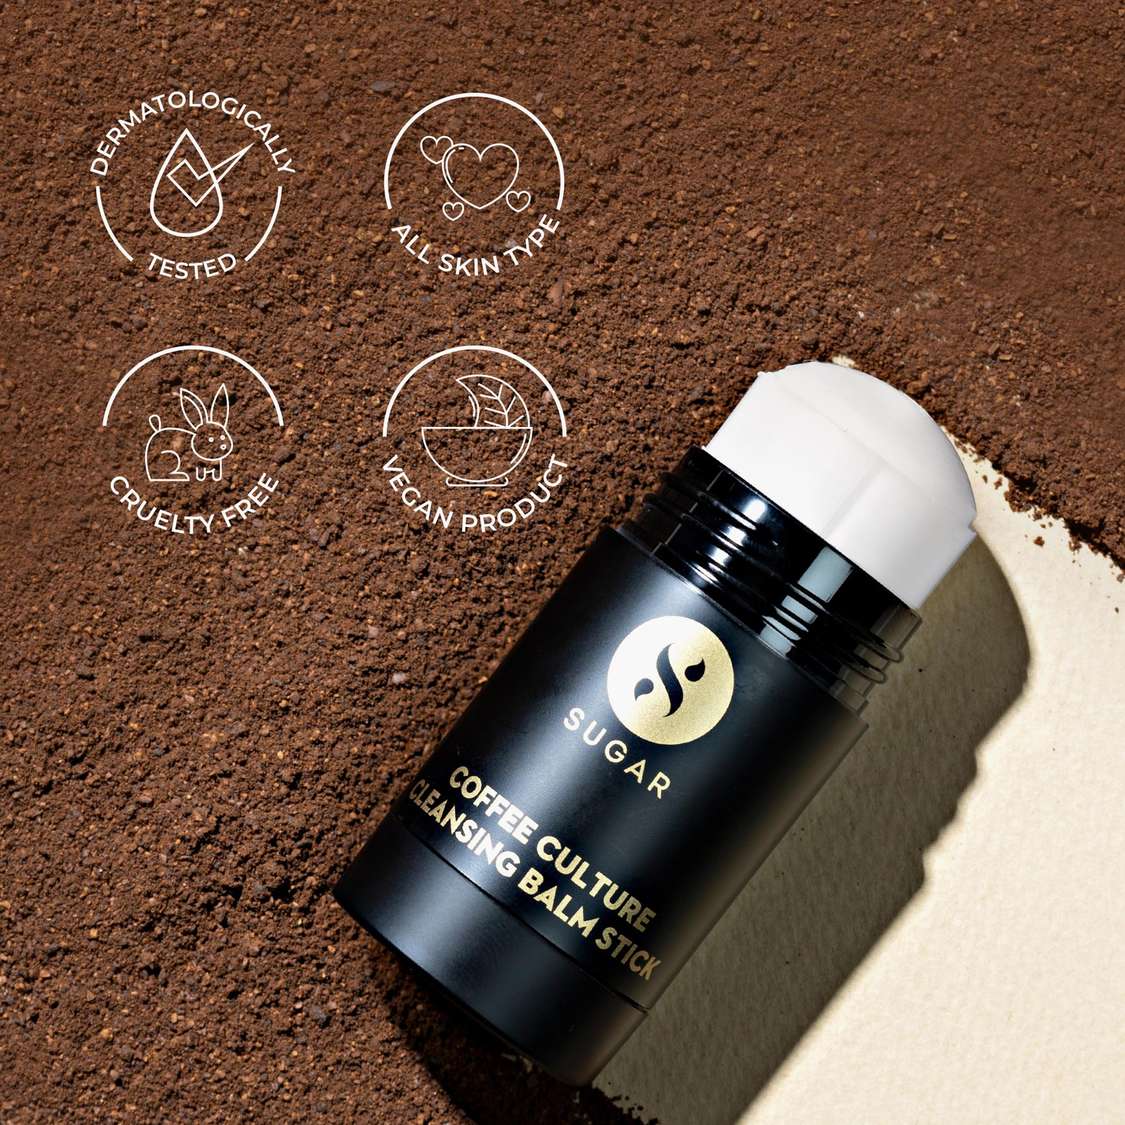 DERMATOLOGICALLY
TESTED
ALL SKIN TYPE
CRUELTY FREE
VEGAN PRODUCT
SUGAR
COFFEE CULTURE
CLEANSING BALM STICK